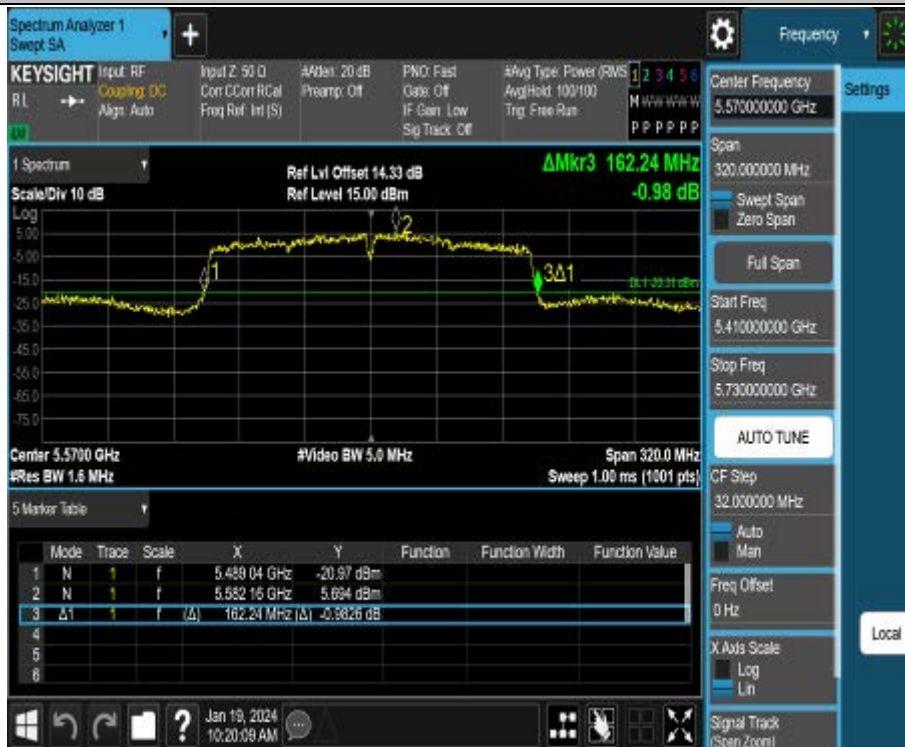 Spectrum Analyzer 1
Swept SA
+
Frequency
KEYSIGHT
RL
Input: RF
Coupling: DC
Align: Auto
Input Z: 50 Ω
Corr CCorr RCal
Freq Ref: Int (S)
#Atten: 20 dB
Preamp: Off
PNO: Fast
Gate: Off
IF Gain: Low
Sig Track: Off
#Avg Type: Power (RMS
Avg|Hold: 100/100
Trig: Free Run
1 2 3 4 5 6
M W W W W W
P P P P P P
1 Spectrum
Scale/Div 10 dB
Ref Lvl Offset 14.33 dB
Ref Level 15.00 dBm
ΔMkr3 162.24 MHz
-0.98 dB
Log
5.00
-5.00
-15.0
-25.0
-35.0
-45.0
-55.0
-65.0
-75.0
1
2
3Δ1
DL1 -20.31 dBm
Center 5.5700 GHz
#Res BW 1.6 MHz
#Video BW 5.0 MHz
Span 320.0 MHz
Sweep 1.00 ms (1001 pts)
5 Marker Table
Mode Trace Scale X Y Function Function Width Function Value
1 N 1 f 5.489 04 GHz -20.97 dBm
2 N 1 f 5.582 16 GHz 5.694 dBm
3 Δ1 1 f (Δ) 162.24 MHz (Δ) -0.9826 dB
4
5
6
?
Jan 19, 2024
10:20:09 AM
Center Frequency
5.570000000 GHz
Span
320.000000 MHz
Swept Span
Zero Span
Full Span
Start Freq
5.410000000 GHz
Stop Freq
5.730000000 GHz
AUTO TUNE
CF Step
32.000000 MHz
Auto
Man
Freq Offset
0 Hz
X Axis Scale
Log
Lin
Signal Track
(Span Zoom)
Settings
Local